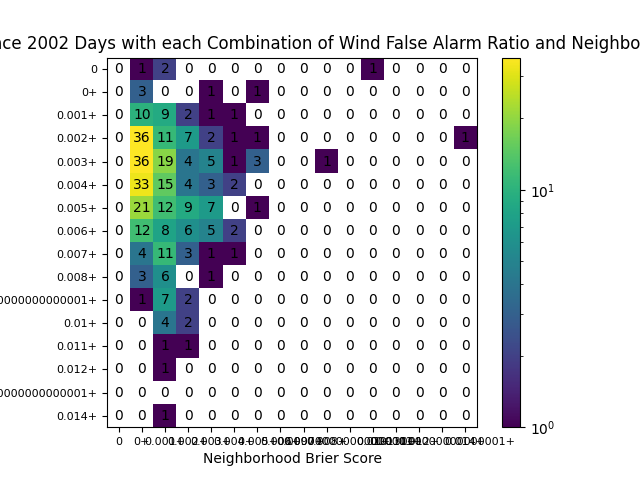 nce 2002 Days with each Combination of Wind False Alarm Ratio and Neighbo
0 0 1 2 0 0 0 0 0 0 0 0 1 0 0 0 0
0+ 0 3 0 0 1 0 1 0 0 0 0 0 0 0 0 0
0.001+ 0 10 9 2 1 1 0 0 0 0 0 0 0 0 0 0
0.002+ 0 36 11 7 2 1 1 0 0 0 0 0 0 0 0 1
0.003+ 0 36 19 4 5 1 3 0 0 1 0 0 0 0 0 0
0.004+ 0 33 15 4 3 2 0 0 0 0 0 0 0 0 0 0
0.005+ 0 21 12 9 7 0 1 0 0 0 0 0 0 0 0 0
0.006+ 0 12 8 6 5 2 0 0 0 0 0 0 0 0 0 0
0.007+ 0 4 11 3 1 1 0 0 0 0 0 0 0 0 0 0
0.008+ 0 3 6 0 1 0 0 0 0 0 0 0 0 0 0 0
0 1 7 2 0 0 0 0 0 0 0 0 0 0 0 0
0.01+ 0 0 4 2 0 0 0 0 0 0 0 0 0 0 0 0
0.011+ 0 0 1 1 0 0 0 0 0 0 0 0 0 0 0 0
0.012+ 0 0 1 0 0 0 0 0 0 0 0 0 0 0 0 0
0 0 0 0 0 0 0 0 0 0 0 0 0 0 0 0
0.014+ 0 0 1 0 0 0 0 0 0 0 0 0 0 0 0 0
0 0+
Neighborhood Brier Score
10¹
10⁰